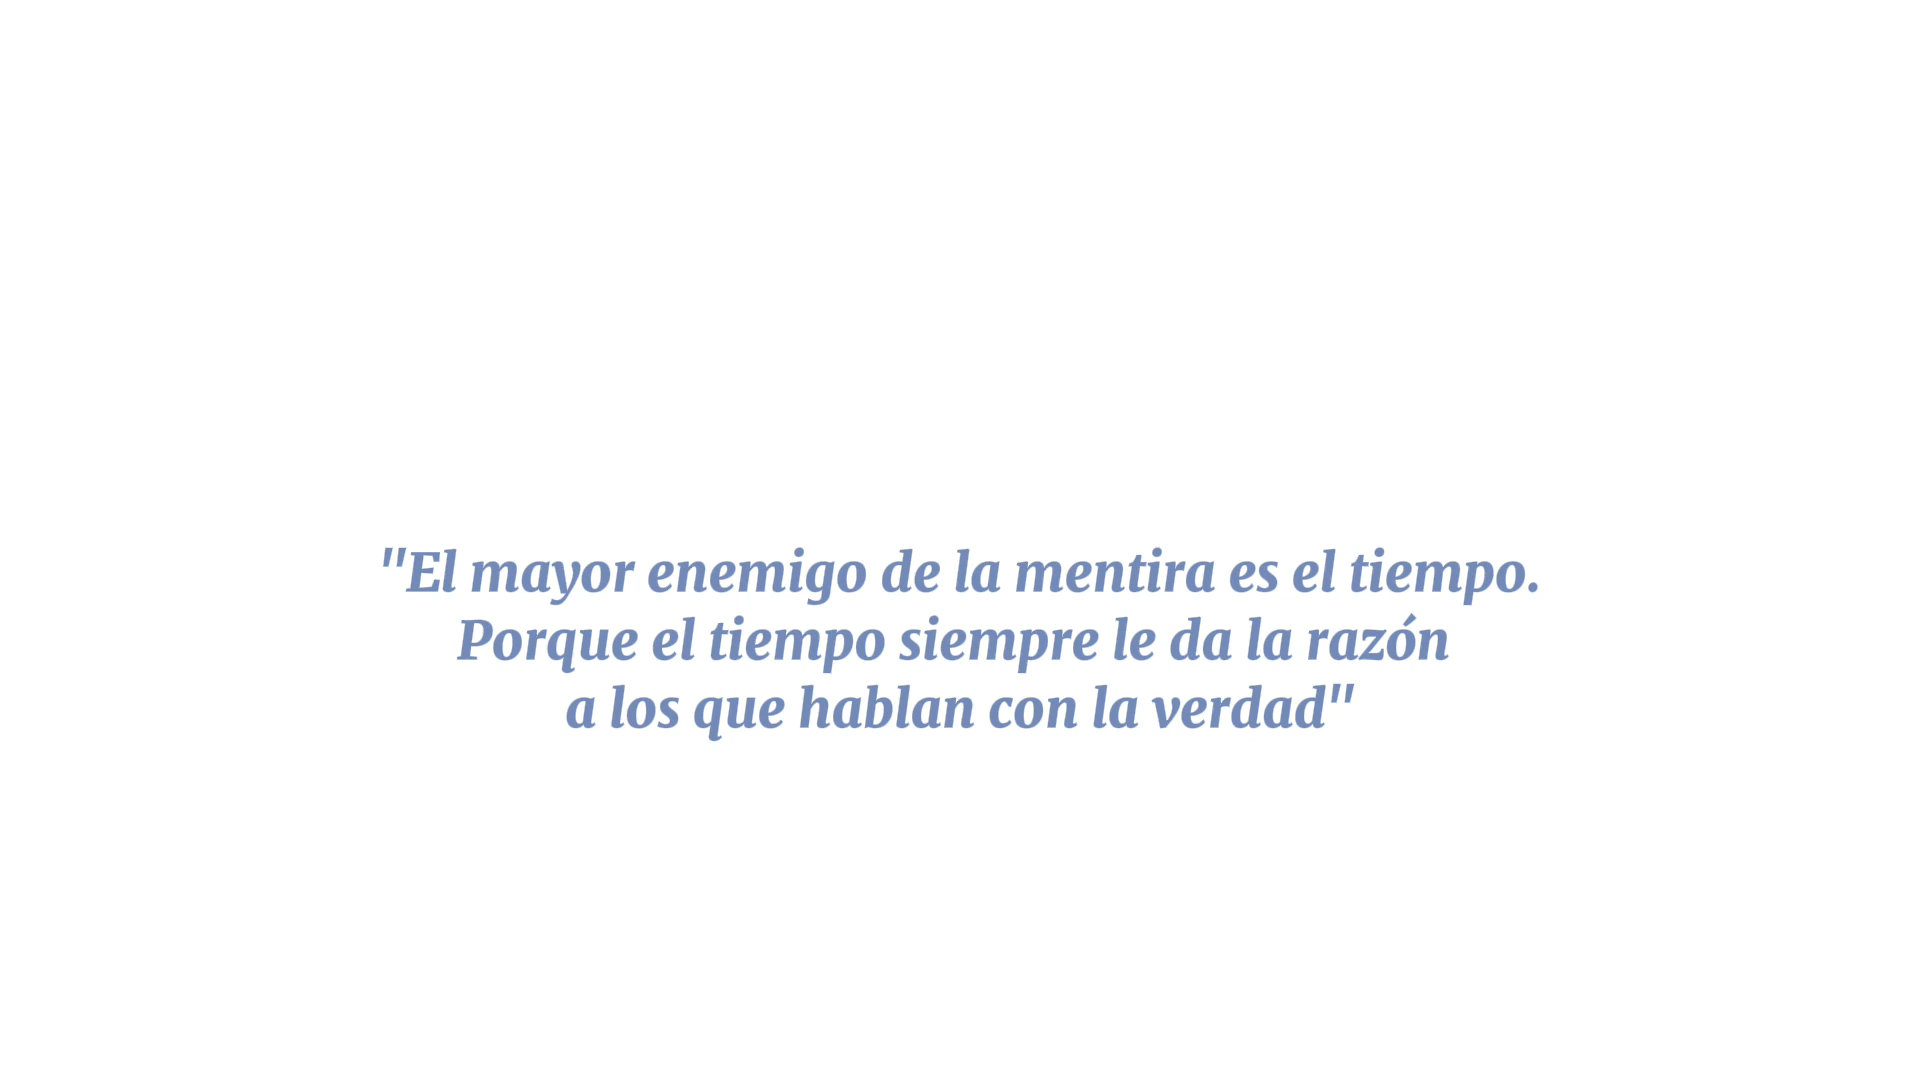 "El mayor enemigo de la mentira es el tiempo.
Porque el tiempo siempre le da la razón
a los que hablan con la verdad"